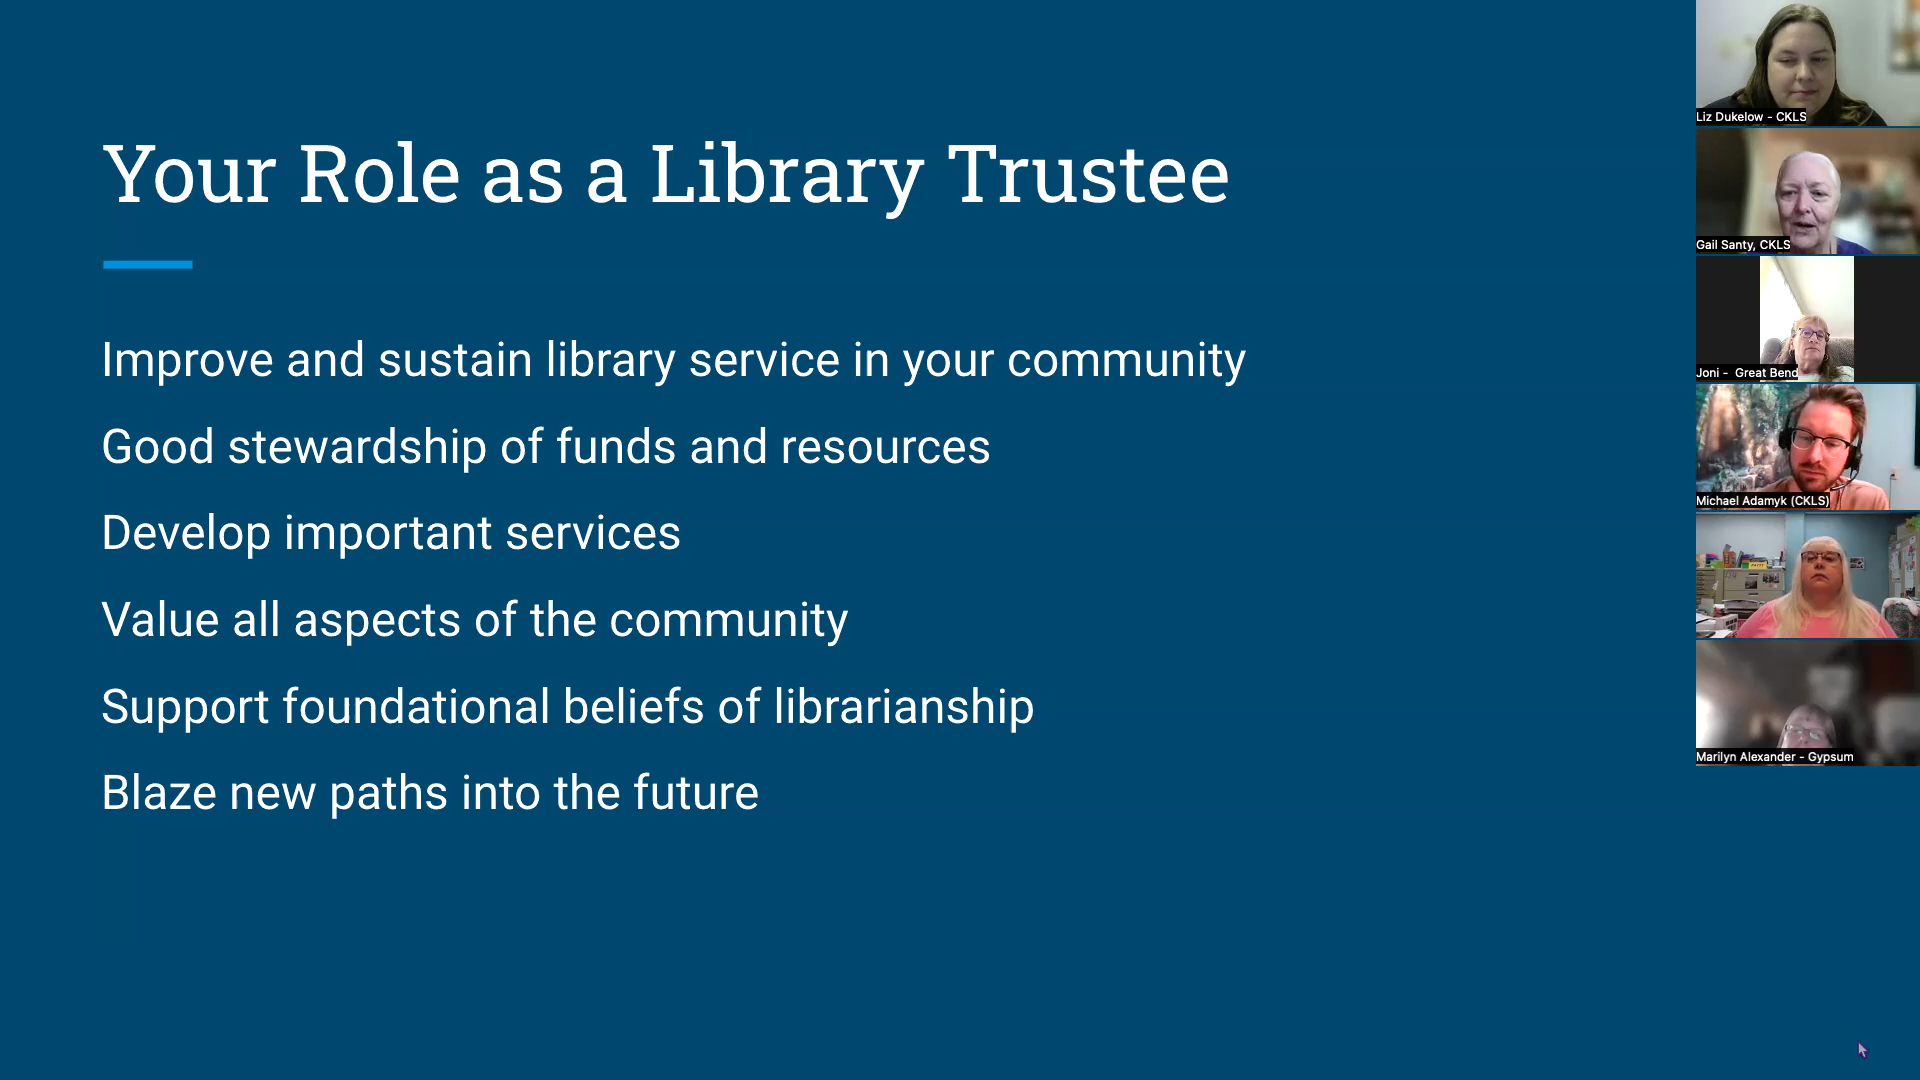 Your Role as a Library Trustee
Improve and sustain library service in your community
Good stewardship of funds and resources
Develop important services
Value all aspects of the community
Support foundational beliefs of librarianship
Blaze new paths into the future
Liz Dukelow - CKLS
Gail Santy, CKLS
Joni - Great Bend
Michael Adamyk (CKLS)
Marilyn Alexander - Gypsum